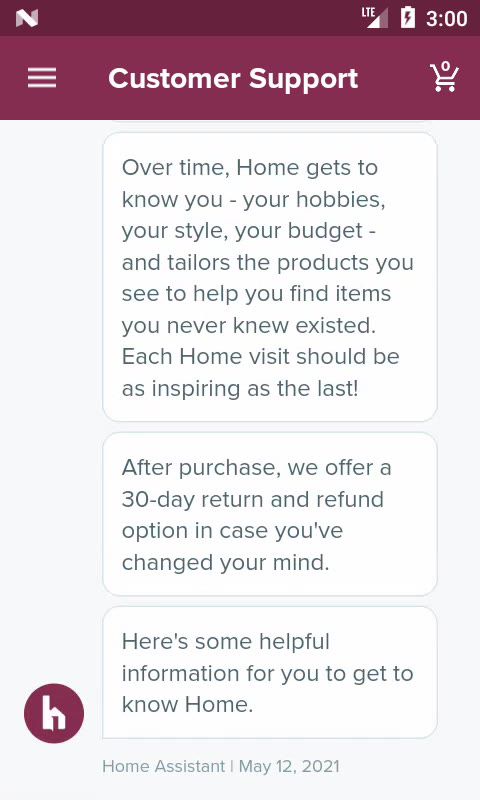 LTE 3:00
Customer Support
0
Over time, Home gets to
know you - your hobbies,
your style, your budget -
and tailors the products you
see to help you find items
you never knew existed.
Each Home visit should be
as inspiring as the last!
After purchase, we offer a
30-day return and refund
option in case you've
changed your mind.
Here's some helpful
information for you to get to
know Home.
h
Home Assistant | May 12, 2021